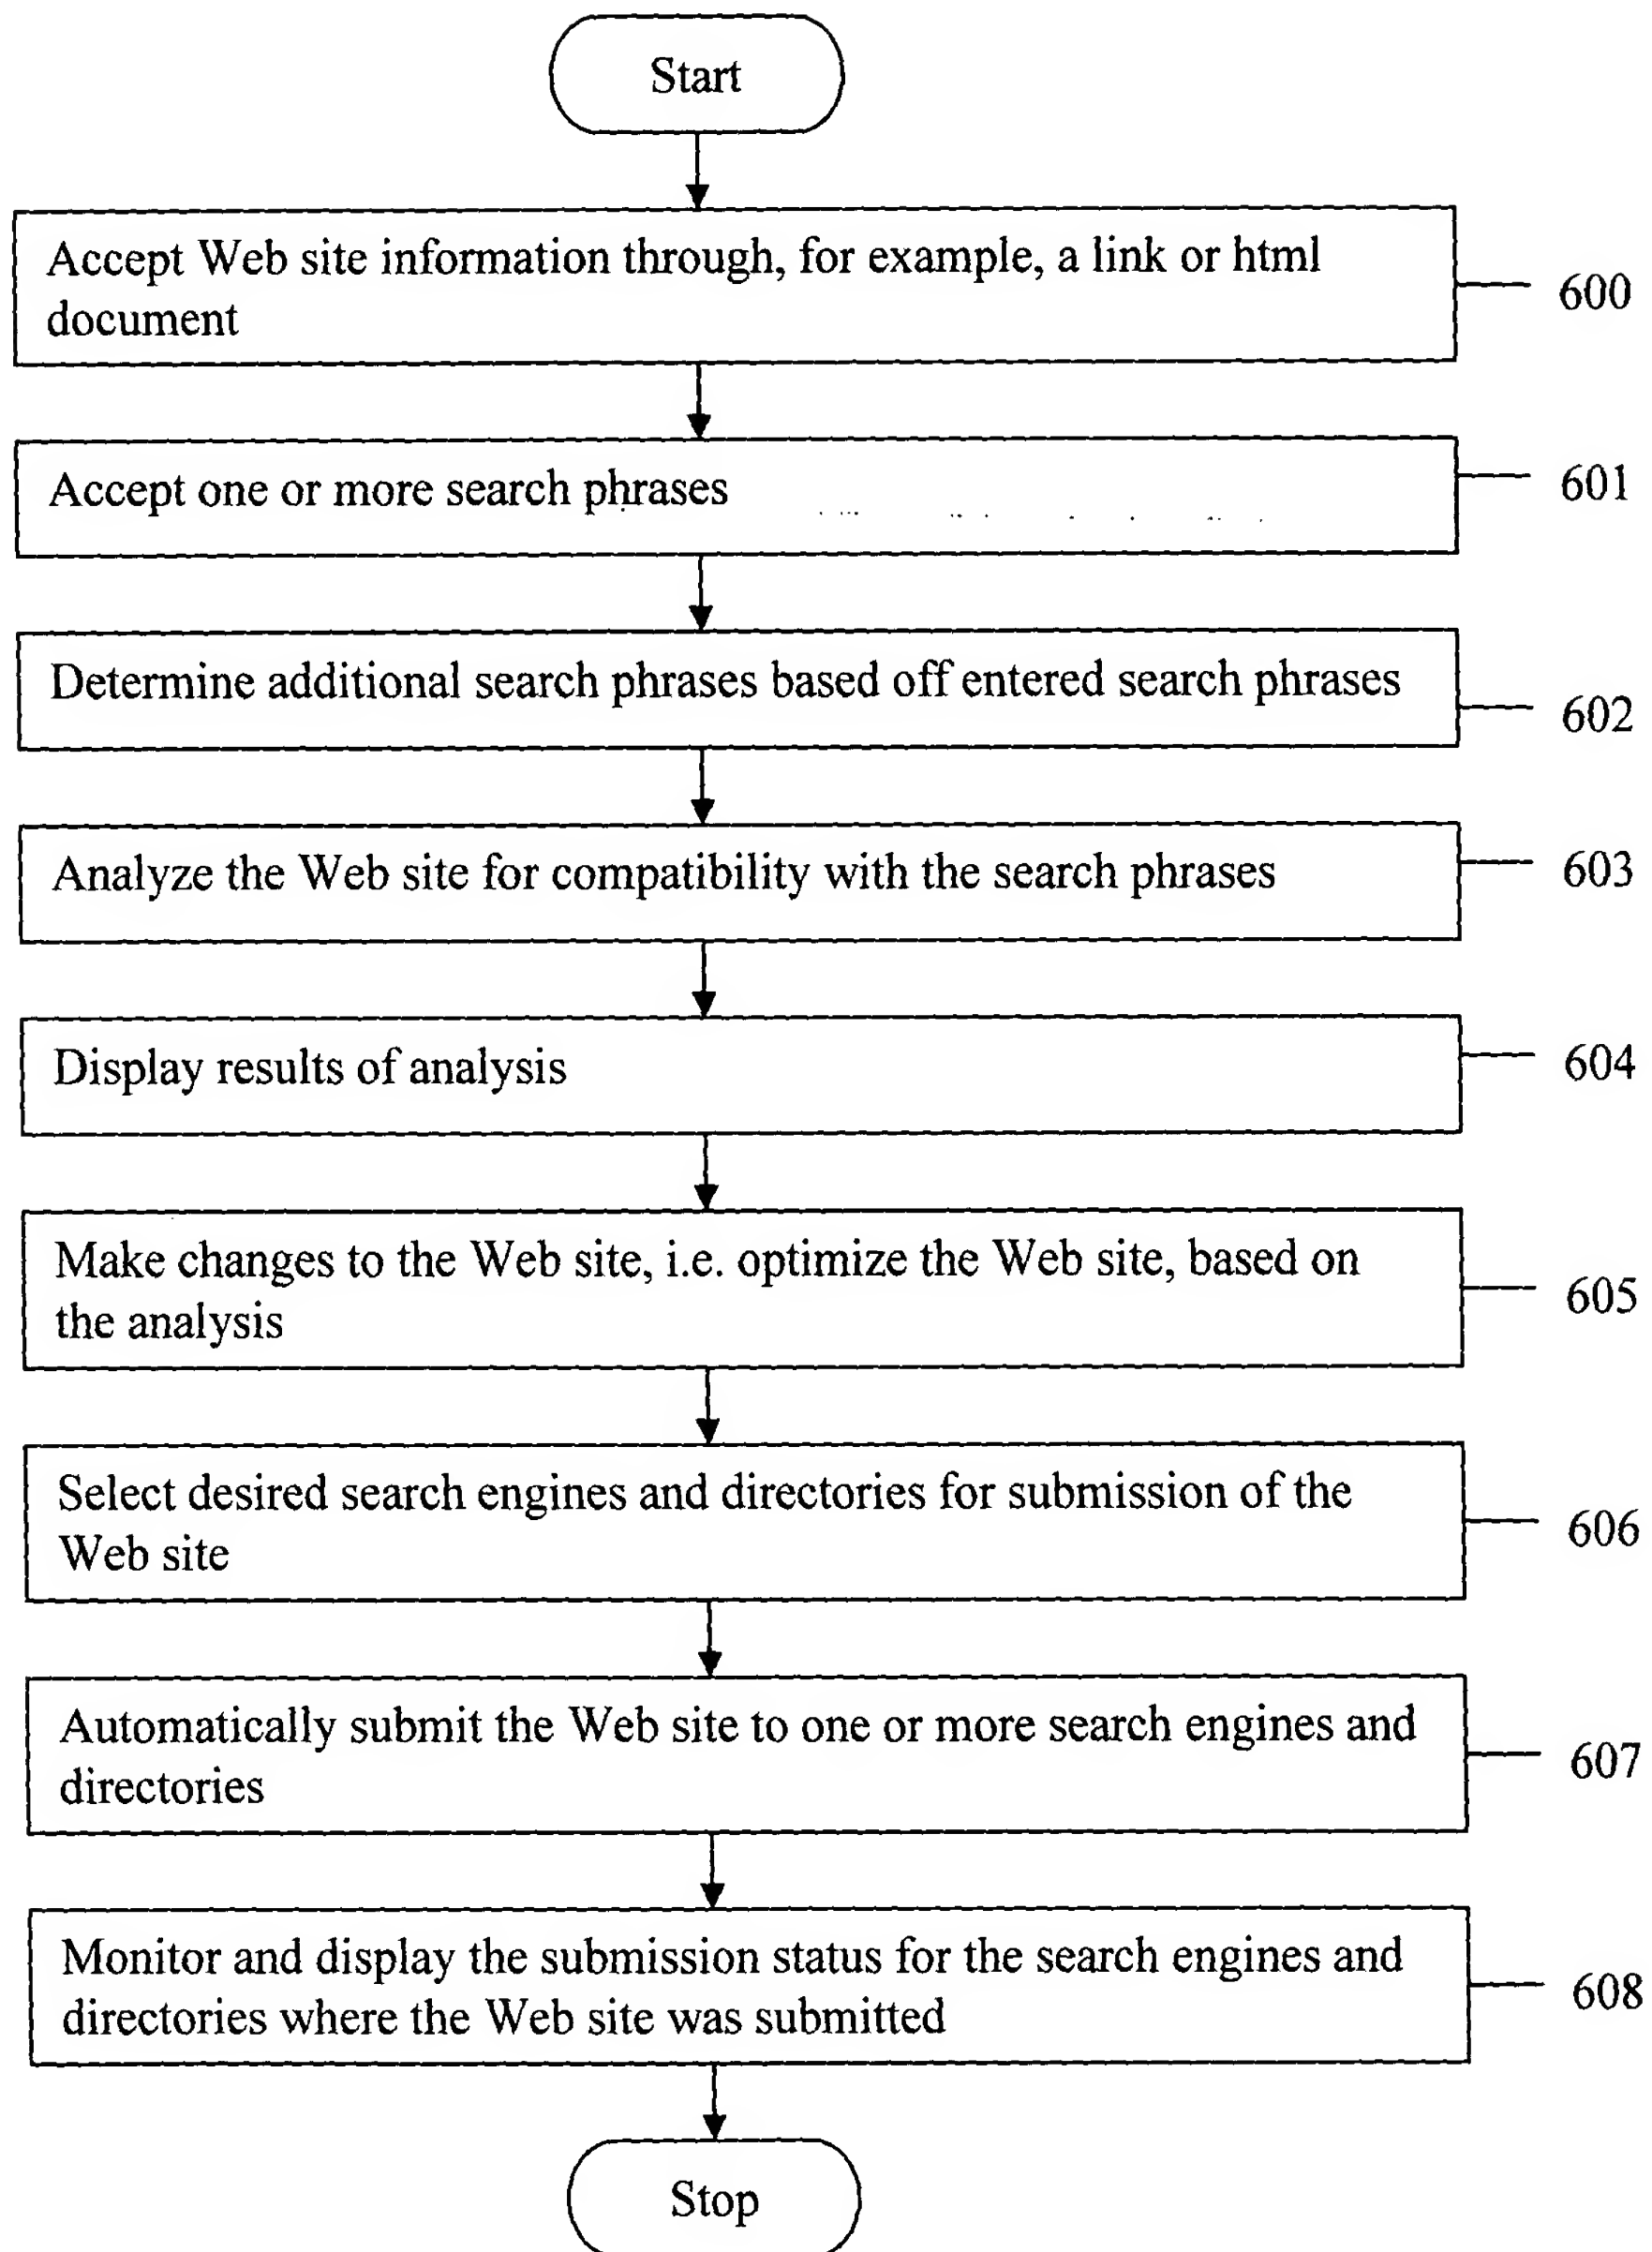 Start
Accept Web site information through, for example, a link or html
document
600
Accept one or more search phrases
601
Determine additional search phrases based off entered search phrases
602
Analyze the Web site for compatibility with the search phrases
603
Display results of analysis
604
Make changes to the Web site, i.e. optimize the Web site, based on
the analysis
605
Select desired search engines and directories for submission of the
Web site
606
Automatically submit the Web site to one or more search engines and
directories
607
Monitor and display the submission status for the search engines and
directories where the Web site was submitted
608
Stop